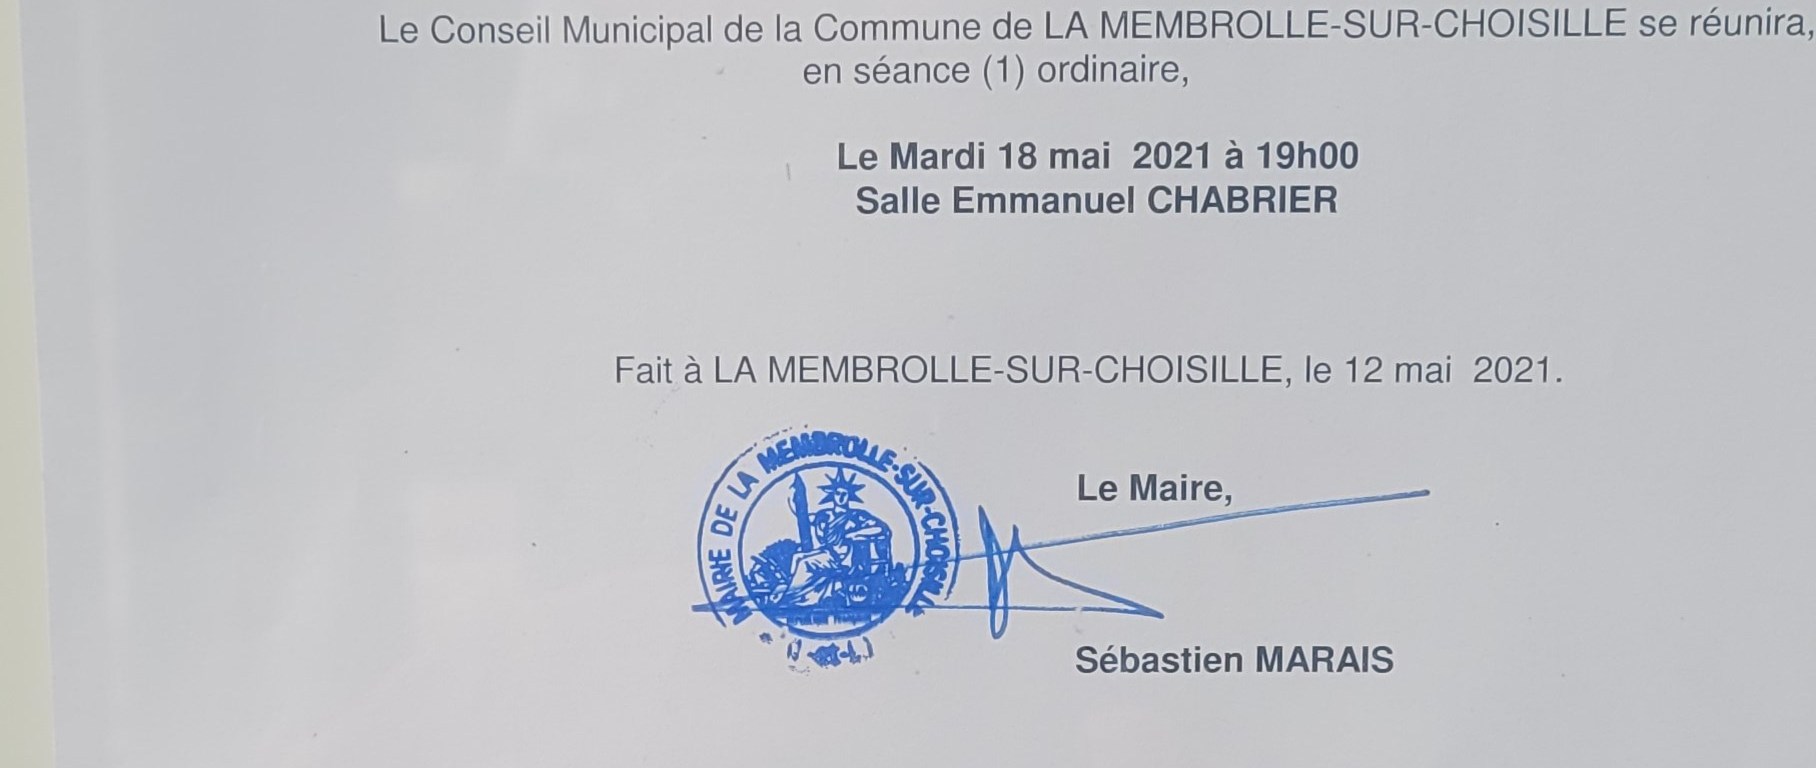 Le Conseil Municipal de la Commune de LA MEMBROLLE-SUR-CHOISILLE se réunira,
en séance (1) ordinaire,
Le Mardi 18 mai 2021 à 19h00
Salle Emmanuel CHABRIER
Fait à LA MEMBROLLE-SUR-CHOISILLE, le 12 mai 2021.
MAIRIE DE LA MEMBROLLE-SUR-CHOISILLE
Le Maire,
Sébastien MARAIS